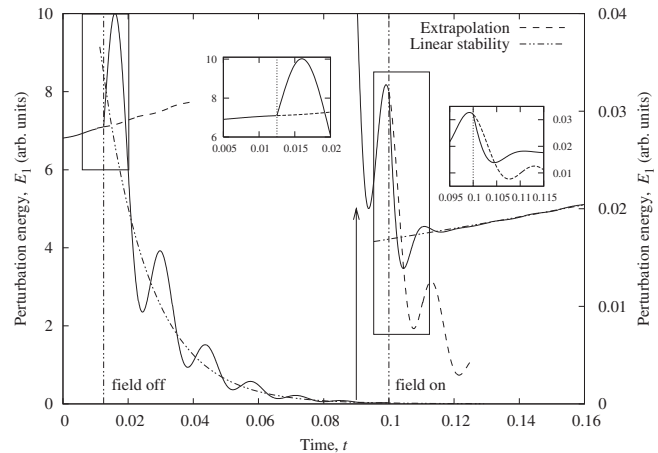 Extrapolation
Linear stability
Perturbation energy, E1 (arb. units)
10
8
6
4
2
0
10
9
8
7
6
0.005 0.01 0.015 0.02
0.03
0.02
0.01
0.095 0.1 0.105 0.11 0.115
field off
field on
0.04
0.03
0.02
0.01
0
Perturbation energy, E1 (arb. units)
0 0.02 0.04 0.06 0.08 0.1 0.12 0.14 0.16
Time, t